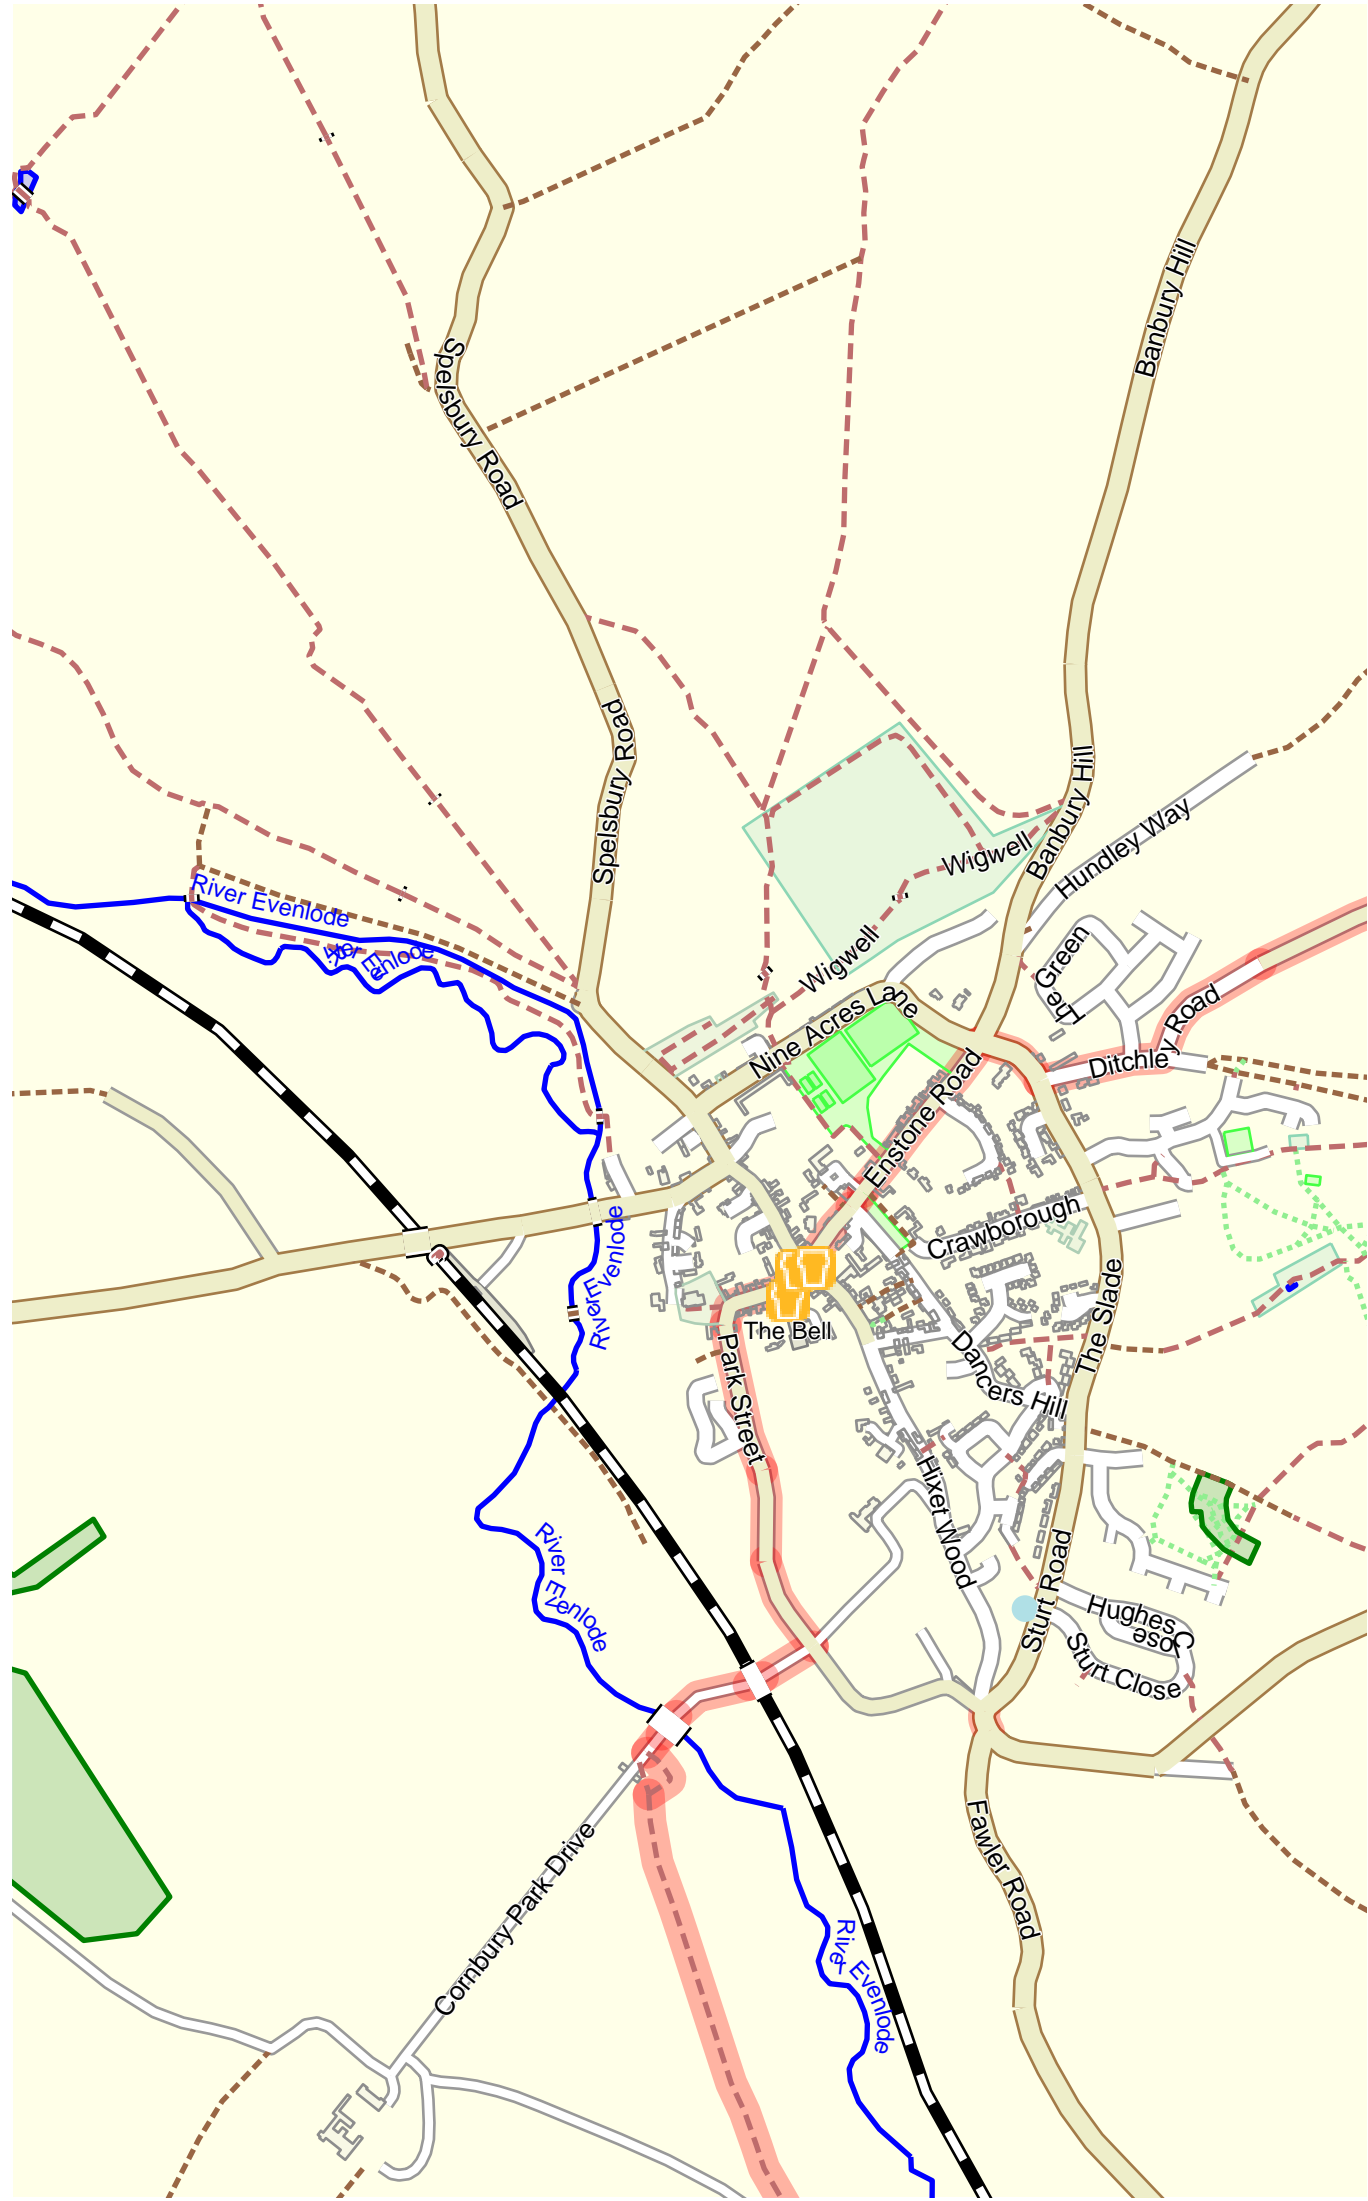 Banbury Hill
Spelsbury Road
Spelsbury Road
Banbury Hill
Hundley Way
Wigwell
River Evenlode
Wigwell
The Green
Nine Acres Lane
Ditchley Road
Enstone Road
Crawborough
River Evenlode
The Slade
The Bell
Park Street
Dancers Hill
Hixet Wood
River Evenlode
Sturt Road
Hughes Close
Sturt Close
Cornbury Park Drive
Fawler Road
River Evenlode